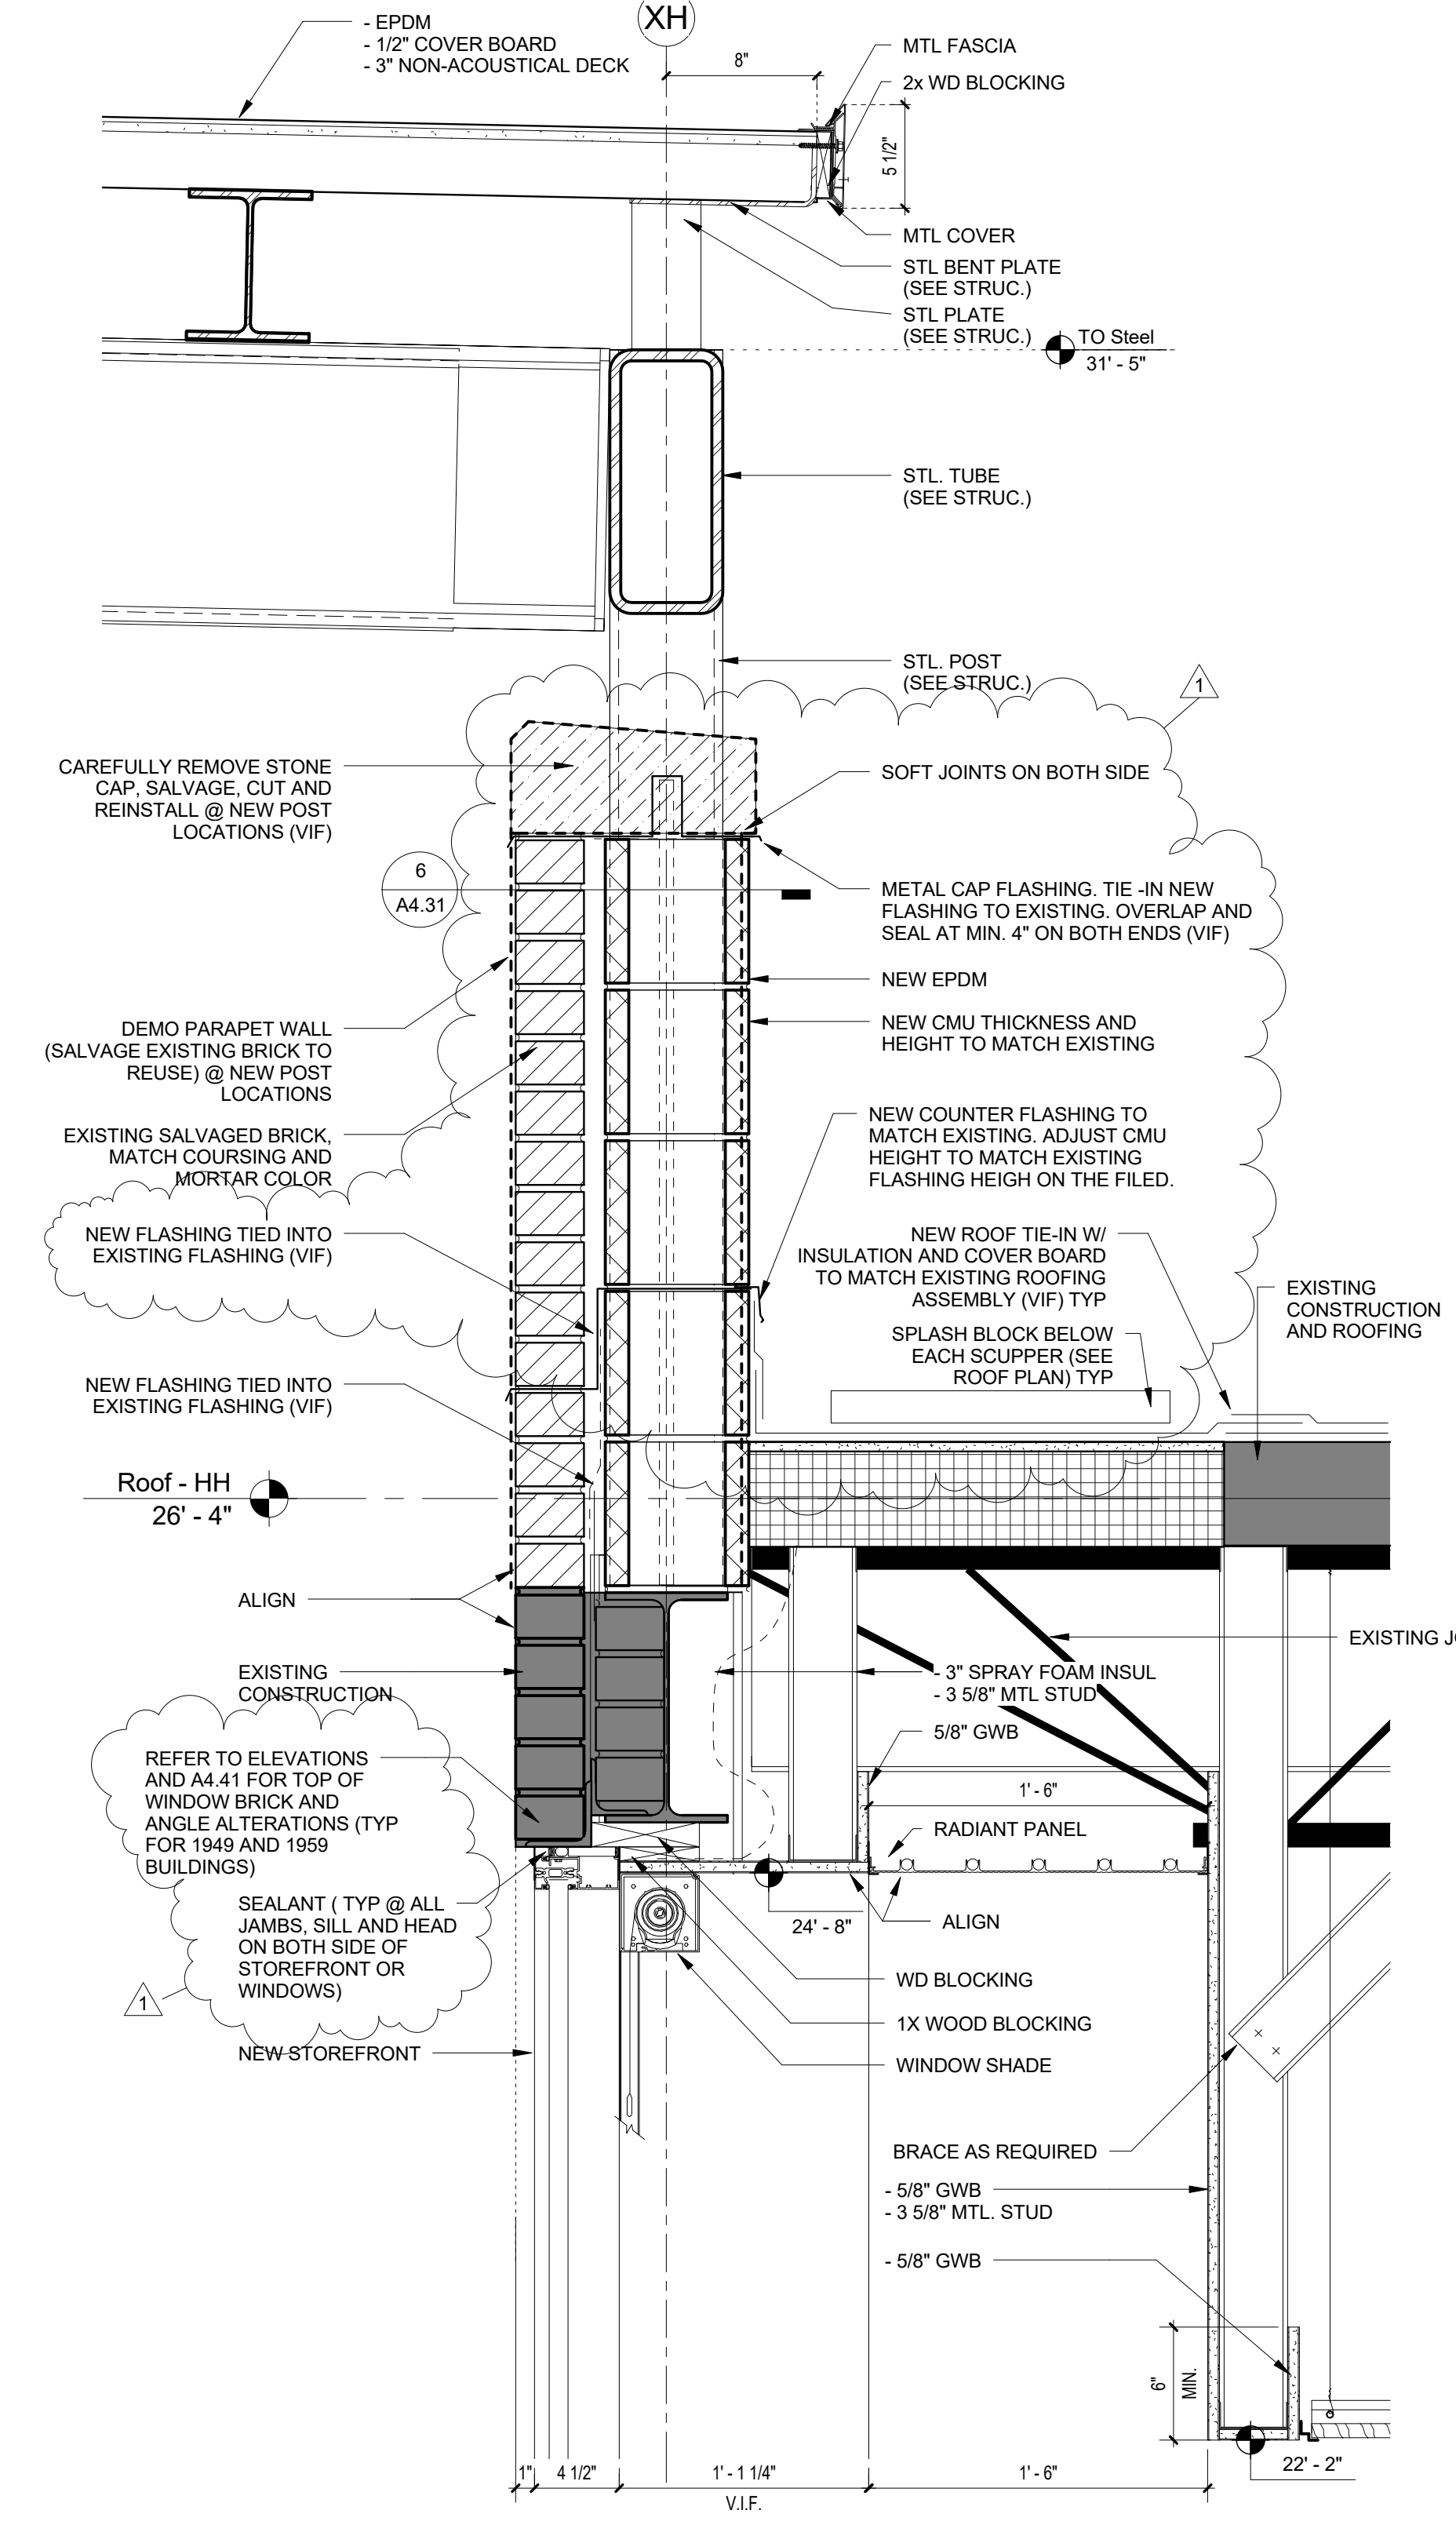 XH
- EPDM
- 1/2" COVER BOARD
- 3" NON-ACOUSTICAL DECK
8"
MTL FASCIA
2x WD BLOCKING
5 1/2"
MTL COVER
STL BENT PLATE
(SEE STRUC.)
STL PLATE
(SEE STRUC.)
TO Steel
31' - 5"
STL. TUBE
(SEE STRUC.)
STL. POST
(SEE STRUC.)
1
CAREFULLY REMOVE STONE
CAP, SALVAGE, CUT AND
REINSTALL @ NEW POST
LOCATIONS (VIF)
SOFT JOINTS ON BOTH SIDE
6
A4.31
METAL CAP FLASHING. TIE -IN NEW
FLASHING TO EXISTING. OVERLAP AND
SEAL AT MIN. 4" ON BOTH ENDS (VIF)
NEW EPDM
DEMO PARAPET WALL
(SALVAGE EXISTING BRICK TO
REUSE) @ NEW POST
LOCATIONS
NEW CMU THICKNESS AND
HEIGHT TO MATCH EXISTING
EXISTING SALVAGED BRICK,
MATCH COURSING AND
MORTAR COLOR
NEW COUNTER FLASHING TO
MATCH EXISTING. ADJUST CMU
HEIGHT TO MATCH EXISTING
FLASHING HEIGH ON THE FILED.
NEW FLASHING TIED INTO
EXISTING FLASHING (VIF)
NEW ROOF TIE-IN W/
INSULATION AND COVER BOARD
TO MATCH EXISTING ROOFING
ASSEMBLY (VIF) TYP
EXISTING
CONSTRUCTION
AND ROOFING
SPLASH BLOCK BELOW
EACH SCUPPER (SEE
ROOF PLAN) TYP
NEW FLASHING TIED INTO
EXISTING FLASHING (VIF)
Roof - HH
26' - 4"
ALIGN
EXISTING JO
EXISTING
CONSTRUCTION
- 3" SPRAY FOAM INSUL
- 3 5/8" MTL STUD
5/8" GWB
REFER TO ELEVATIONS
AND A4.41 FOR TOP OF
WINDOW BRICK AND
ANGLE ALTERATIONS (TYP
FOR 1949 AND 1959
BUILDINGS)
1' - 6"
RADIANT PANEL
SEALANT ( TYP @ ALL
JAMBS, SILL AND HEAD
ON BOTH SIDE OF
STOREFRONT OR
WINDOWS)
24' - 8"
ALIGN
WD BLOCKING
1
1X WOOD BLOCKING
NEW STOREFRONT
WINDOW SHADE
BRACE AS REQUIRED
- 5/8" GWB
- 3 5/8" MTL. STUD
- 5/8" GWB
6"
MIN.
22' - 2"
1"
4 1/2"
1' - 1 1/4"
V.I.F.
1' - 6"